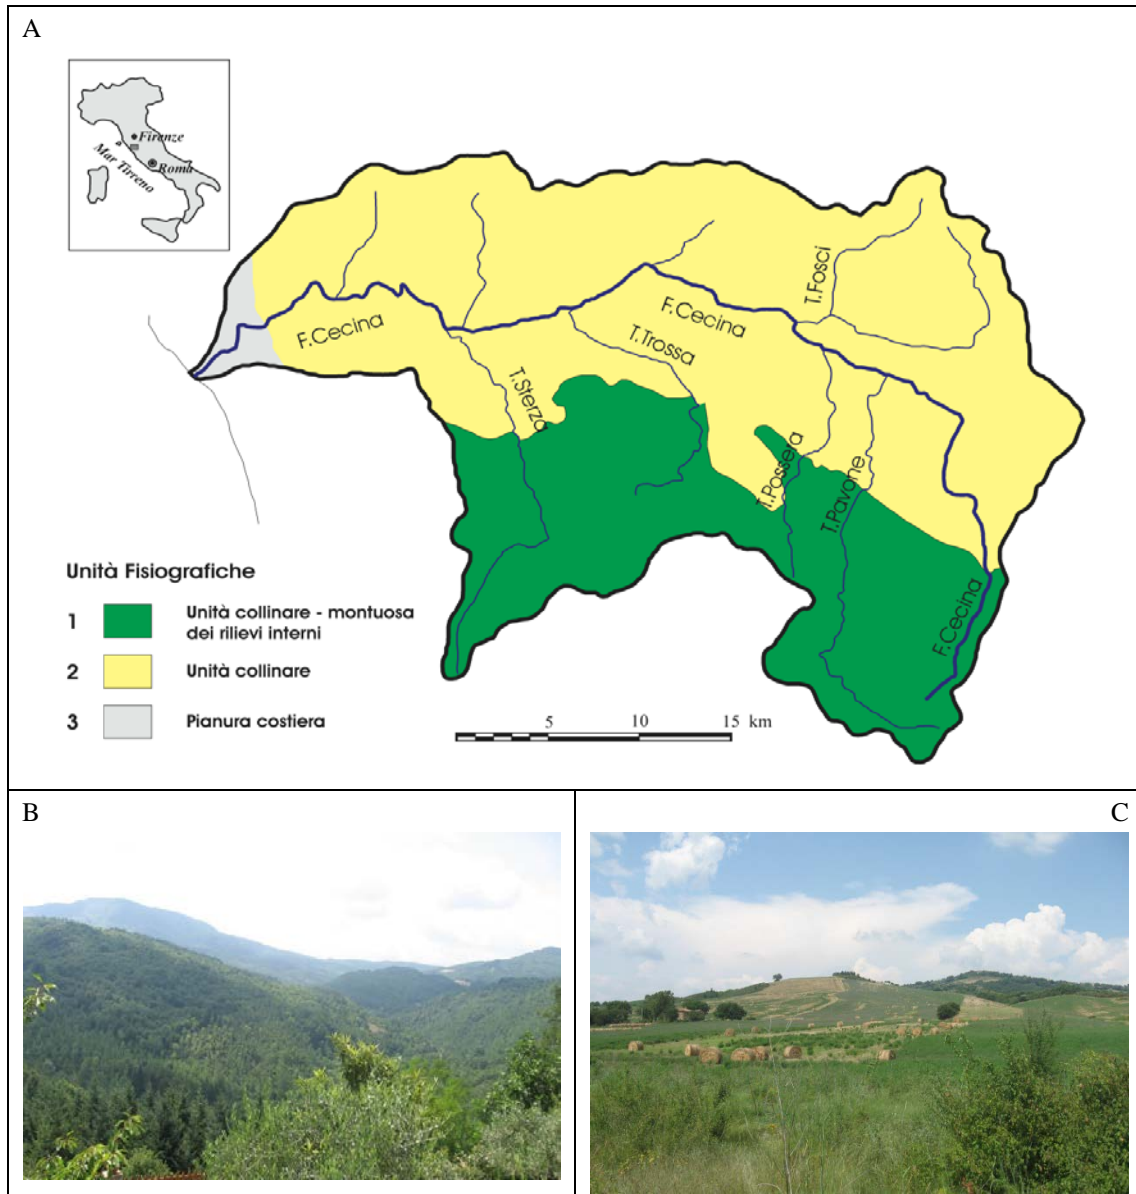 A
Firenze
Mar Tirreno
Roma
T.Fosci
F.Cecina
F.Cecina
T.Trossa
T.Sterza
T.Possera
T.Pavone
F.Cecina
Unità Fisiografiche
1 Unità collinare - montuosa
dei rilievi interni
2 Unità collinare
3 Pianura costiera
5 10 15 km
B
C